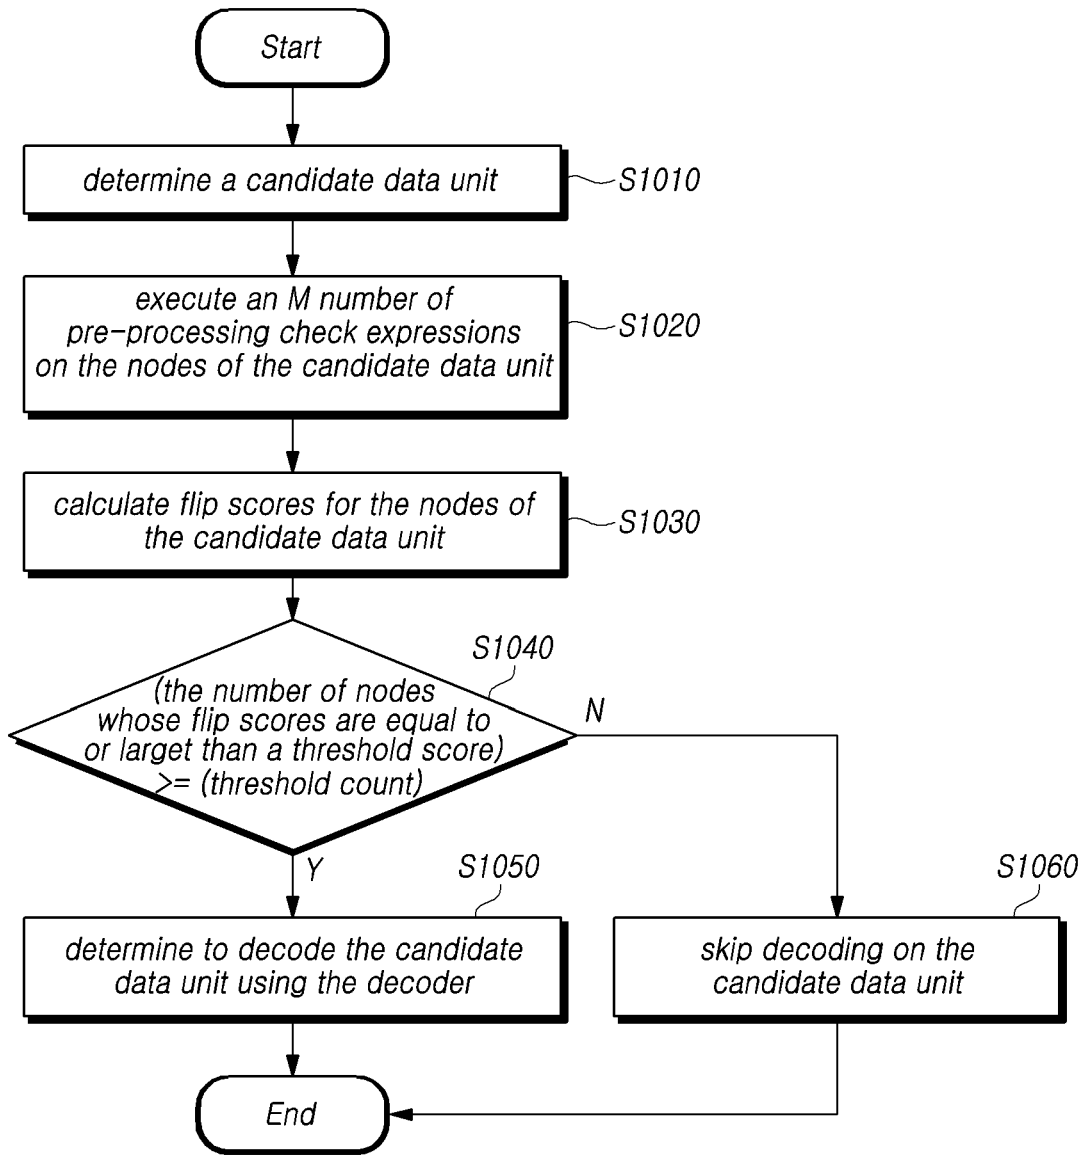 Start
determine a candidate data unit
S1010
execute an M number of
pre-processing check expressions
on the nodes of the candidate data unit
S1020
calculate flip scores for the nodes of
the candidate data unit
S1030
S1040
(the number of nodes
whose flip scores are equal to
or larget than a threshold score)
>= (threshold count)
N
Y
S1050
determine to decode the candidate
data unit using the decoder
S1060
skip decoding on the
candidate data unit
End